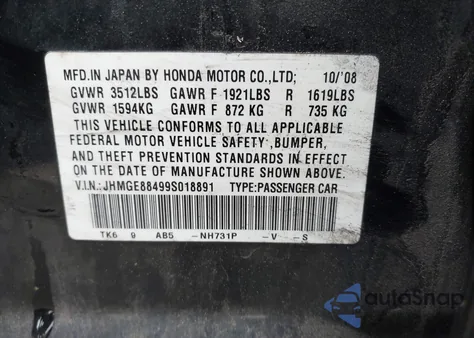 MFD.IN JAPAN BY HONDA MOTOR CO.,LTD; 10/'08
GVWR 3512LBS GAWR F 1921LBS R 1619LBS
GVWR 1594KG GAWR F 872 KG R 735 KG
THIS VEHICLE CONFORMS TO ALL APPLICABLE
FEDERAL MOTOR VEHICLE SAFETY ,BUMPER,
AND THEFT PREVENTION STANDARDS IN EFFECT
ON THE DATE OF MANUFACTURE SHOWN ABOVE.
V.I.N.: JHMGE88499S018891 TYPE:PASSENGER CAR
TK6 9 AB5 -NH731P -V -S
autoSnap